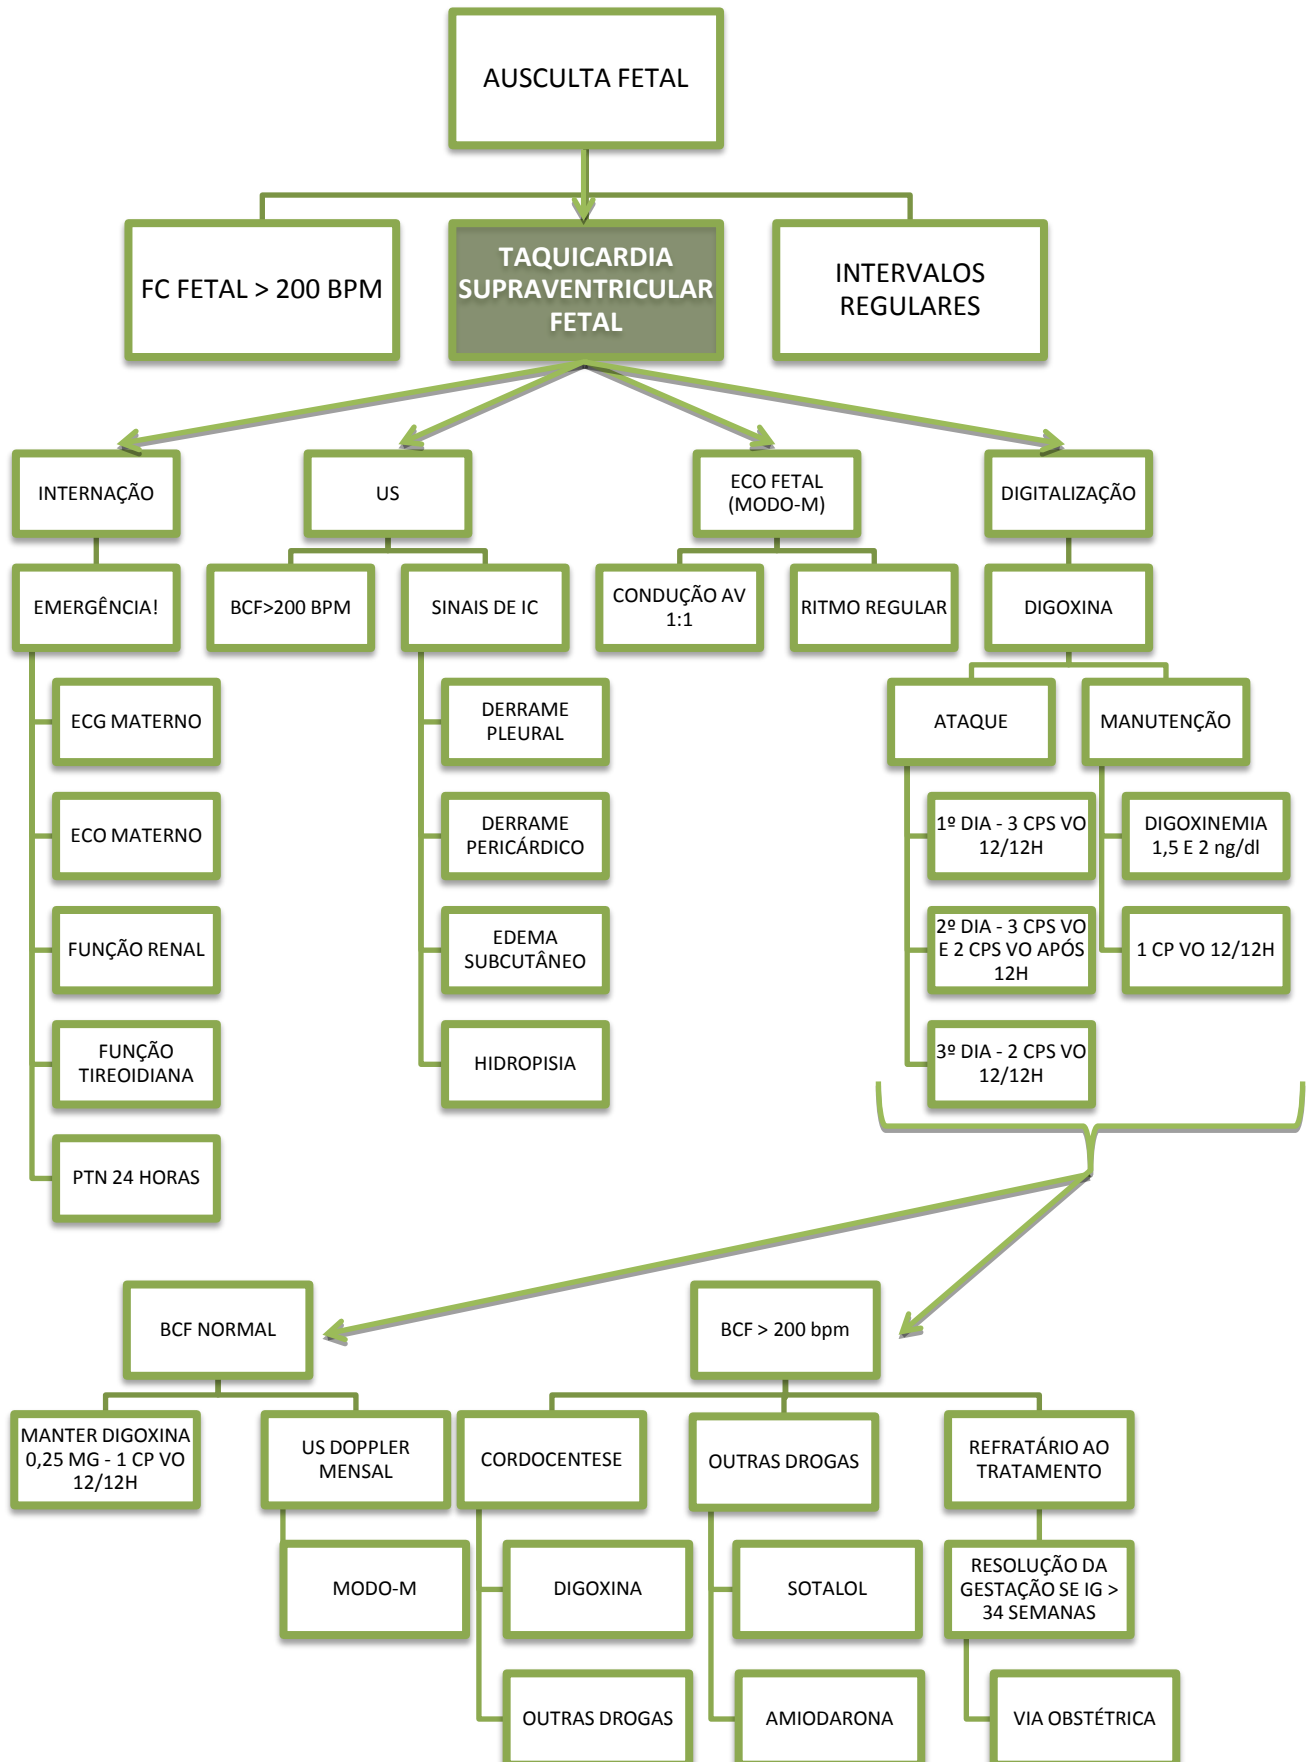 AUSCULTA FETAL
FC FETAL > 200 BPM
TAQUICARDIA
SUPRAVENTRICULAR
FETAL
INTERVALOS
REGULARES
INTERNAÇÃO
US
ECO FETAL
(MODO-M)
DIGITALIZAÇÃO
EMERGÊNCIA!
BCF>200 BPM
SINAIS DE IC
CONDUÇÃO AV
1:1
RITMO REGULAR
DIGOXINA
ECG MATERNO
ECO MATERNO
FUNÇÃO RENAL
FUNÇÃO
TIREOIDIANA
PTN 24 HORAS
DERRAME
PLEURAL
DERRAME
PERICÁRDICO
EDEMA
SUBCUTÂNEO
HIDROPISIA
ATAQUE
MANUTENÇÃO
1º DIA - 3 CPS VO
12/12H
2º DIA - 3 CPS VO
E 2 CPS VO APÓS
12H
3º DIA - 2 CPS VO
12/12H
DIGOXINEMIA
1,5 E 2 ng/dl
1 CP VO 12/12H
BCF NORMAL
BCF > 200 bpm
MANTER DIGOXINA
0,25 MG - 1 CP VO
12/12H
US DOPPLER
MENSAL
MODO-M
CORDOCENTESE
DIGOXINA
OUTRAS DROGAS
OUTRAS DROGAS
SOTALOL
AMIODARONA
REFRATÁRIO AO
TRATAMENTO
RESOLUÇÃO DA
GESTAÇÃO SE IG >
34 SEMANAS
VIA OBSTÉTRICA